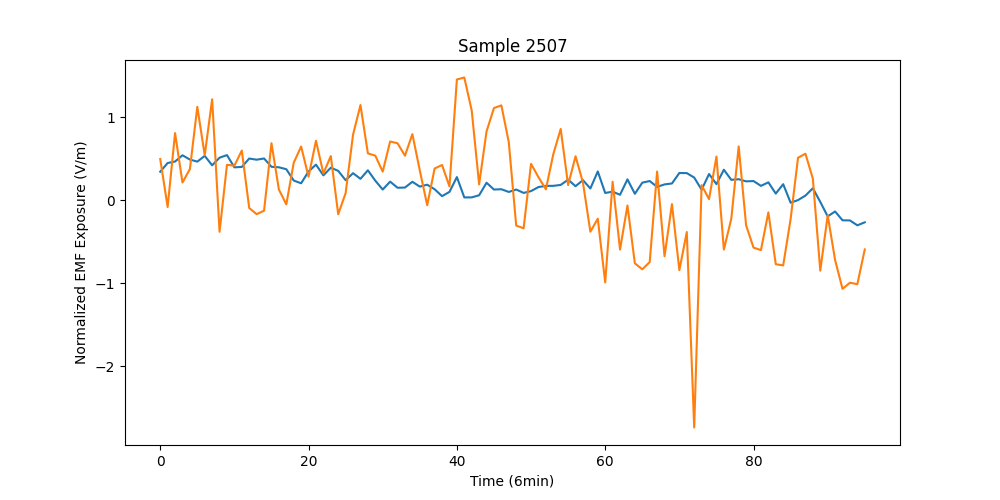 Sample 2507
Normalized EMF Exposure (V/m)
1
0
−1
−2
0 20 40 60 80
Time (6min)